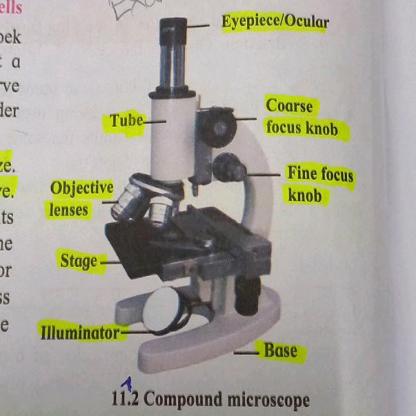 ells
Eyepiece/Ocular
ek
t a
rve
der
Coarse
focus knob
Tube
ze.
Fine focus
knob
ve.
Objective
lenses
ts
ne
Stage
or
ss
e
Illuminator
Base
11.2 Compound microscope